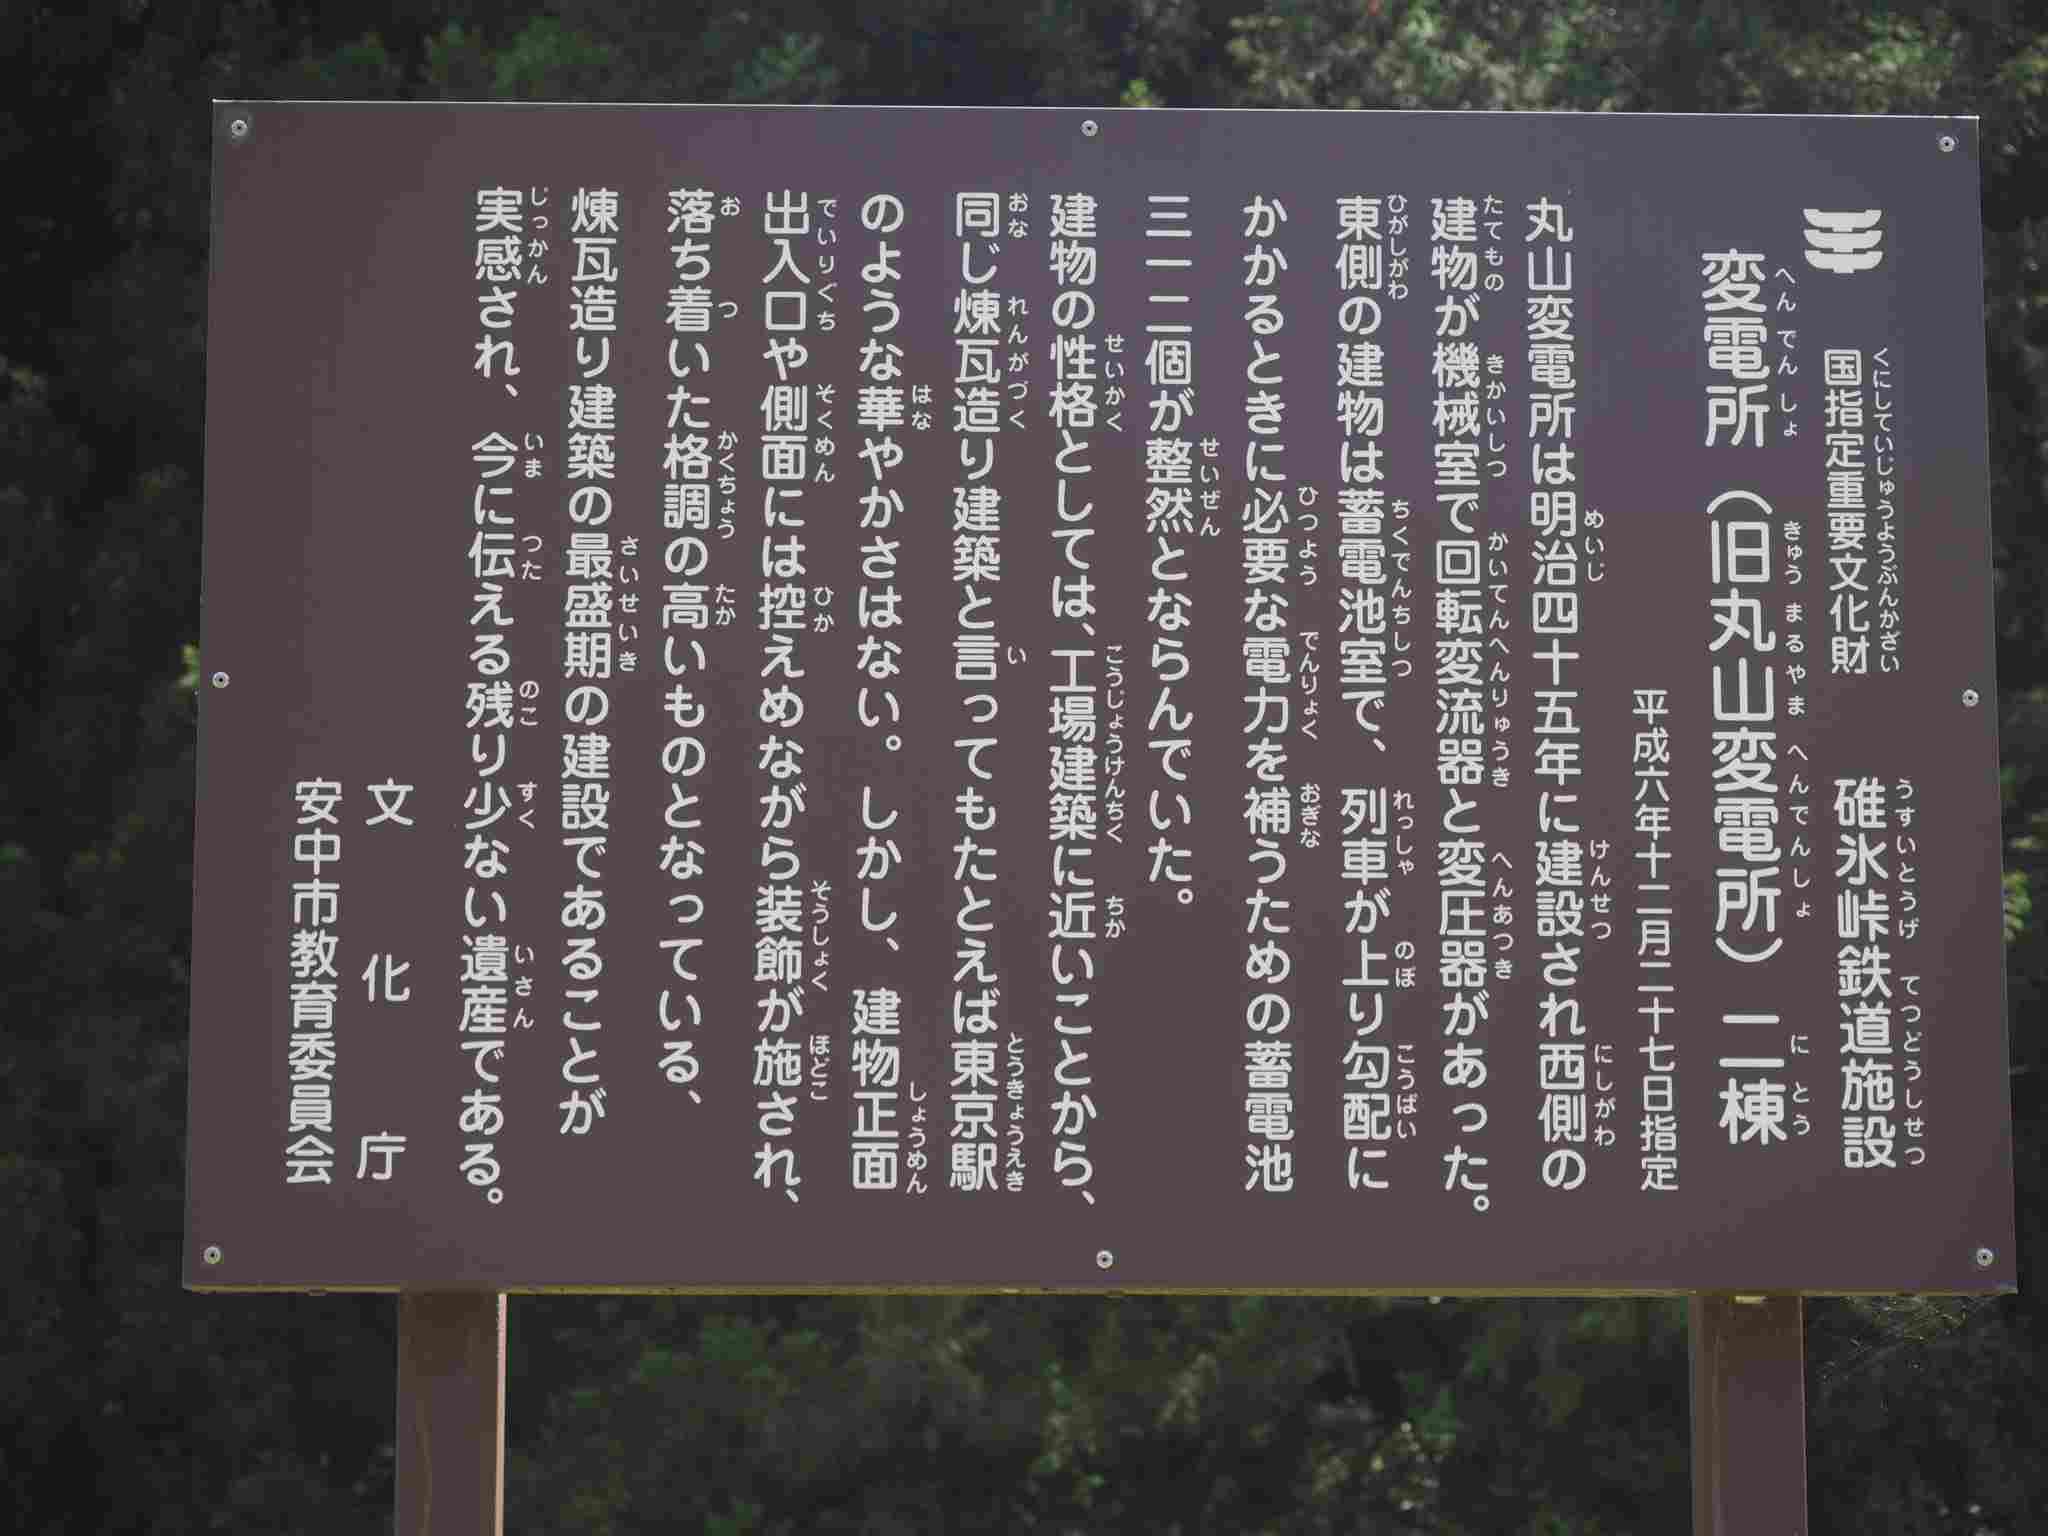 国指定重要文化財　碓氷峠鉄道施設
変電所（旧丸山変電所）二棟
平成六年十二月二十七日指定
丸山変電所は明治四十五年に建設され西側の
建物が機械室で回転変流器と変圧器があった。
東側の建物は蓄電池室で、列車が上り勾配に
かかるときに必要な電力を補うための蓄電池
三一二個が整然とならんでいた。
建物の性格としては、工場建築に近いことから、
同じ煉瓦造り建築と言ってもたとえば東京駅
のような華やかさはない。しかし、建物正面
出入口や側面には控えめながら装飾が施され、
落ち着いた格調の高いものとなっている、
煉瓦造り建築の最盛期の建設であることが
実感され、今に伝える残り少ない遺産である。
文化庁
安中市教育委員会